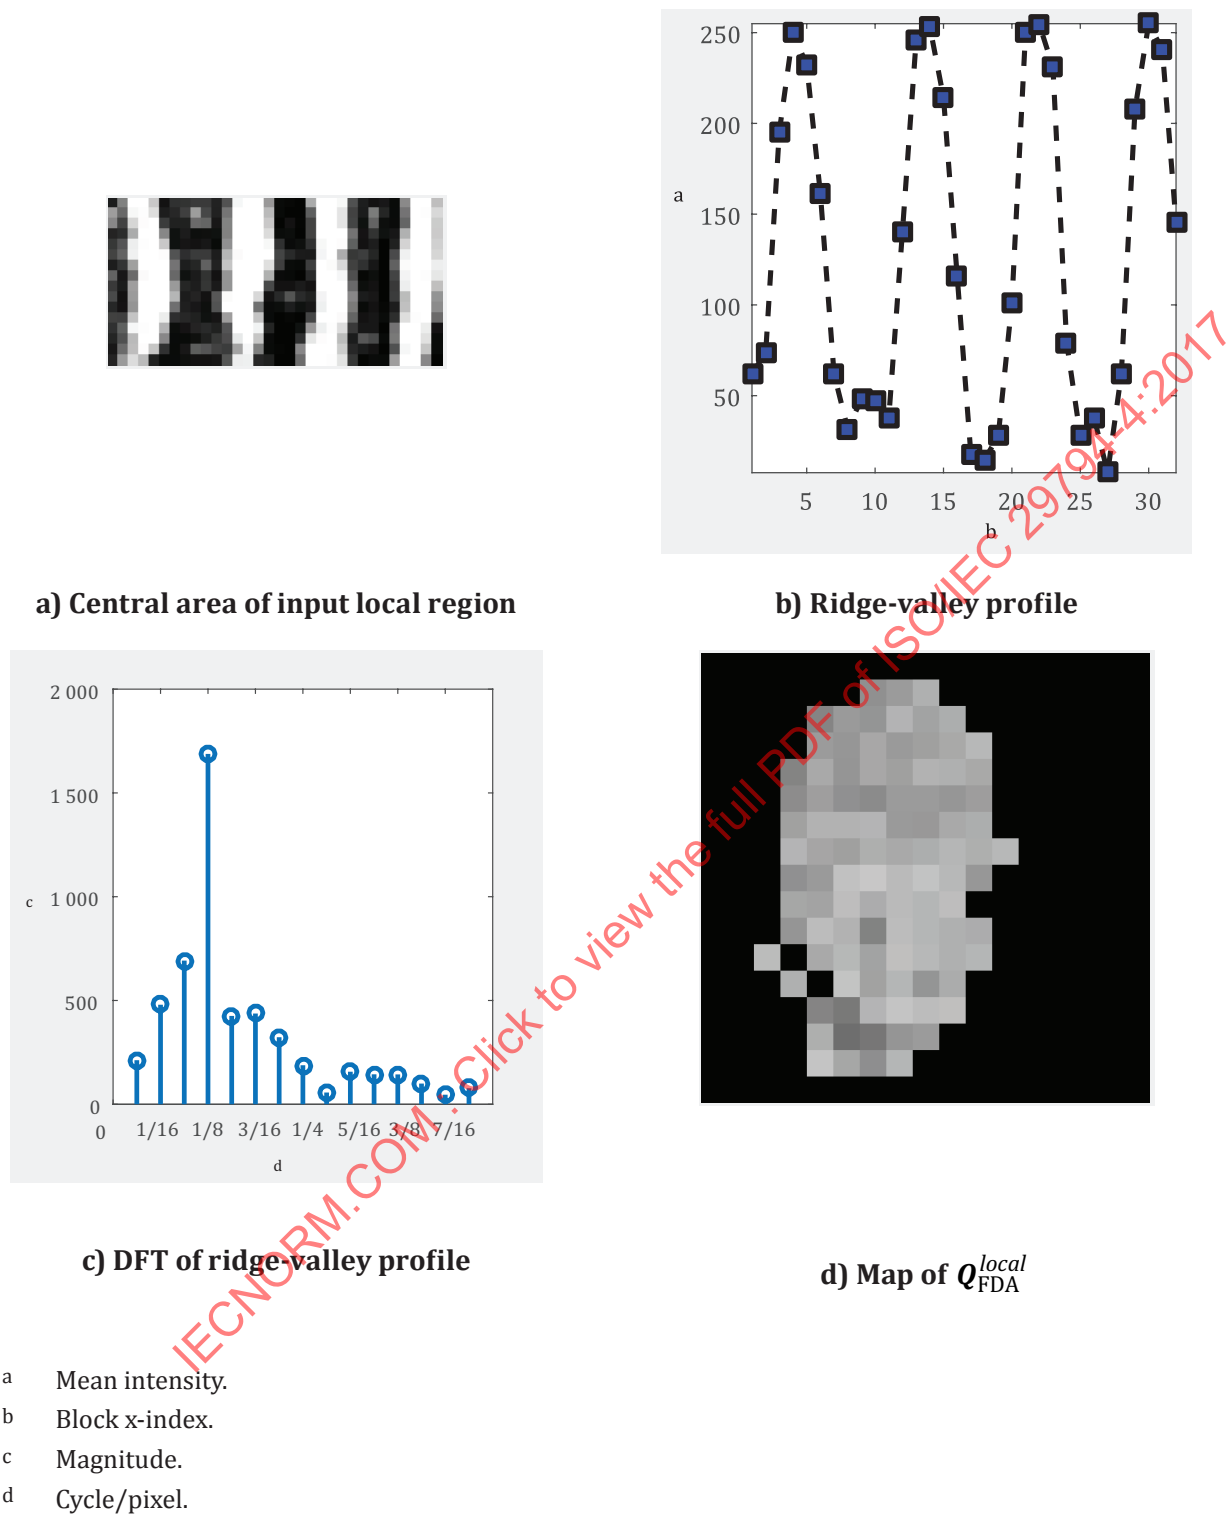 250
200
150
100
50
a
5 10 15 20 25 30
b
a) Central area of input local region
b) Ridge-valley profile
2 000
1 500
1 000
500
0
c
0 1/16 1/8 3/16 1/4 5/16 3/8 7/16
d
c) DFT of ridge-valley profile
d) Map of Q local FDA
a Mean intensity.
b Block x-index.
c Magnitude.
d Cycle/pixel.
IECNORM.COM : Click to view the full PDF of ISO/IEC 29794-4:2017